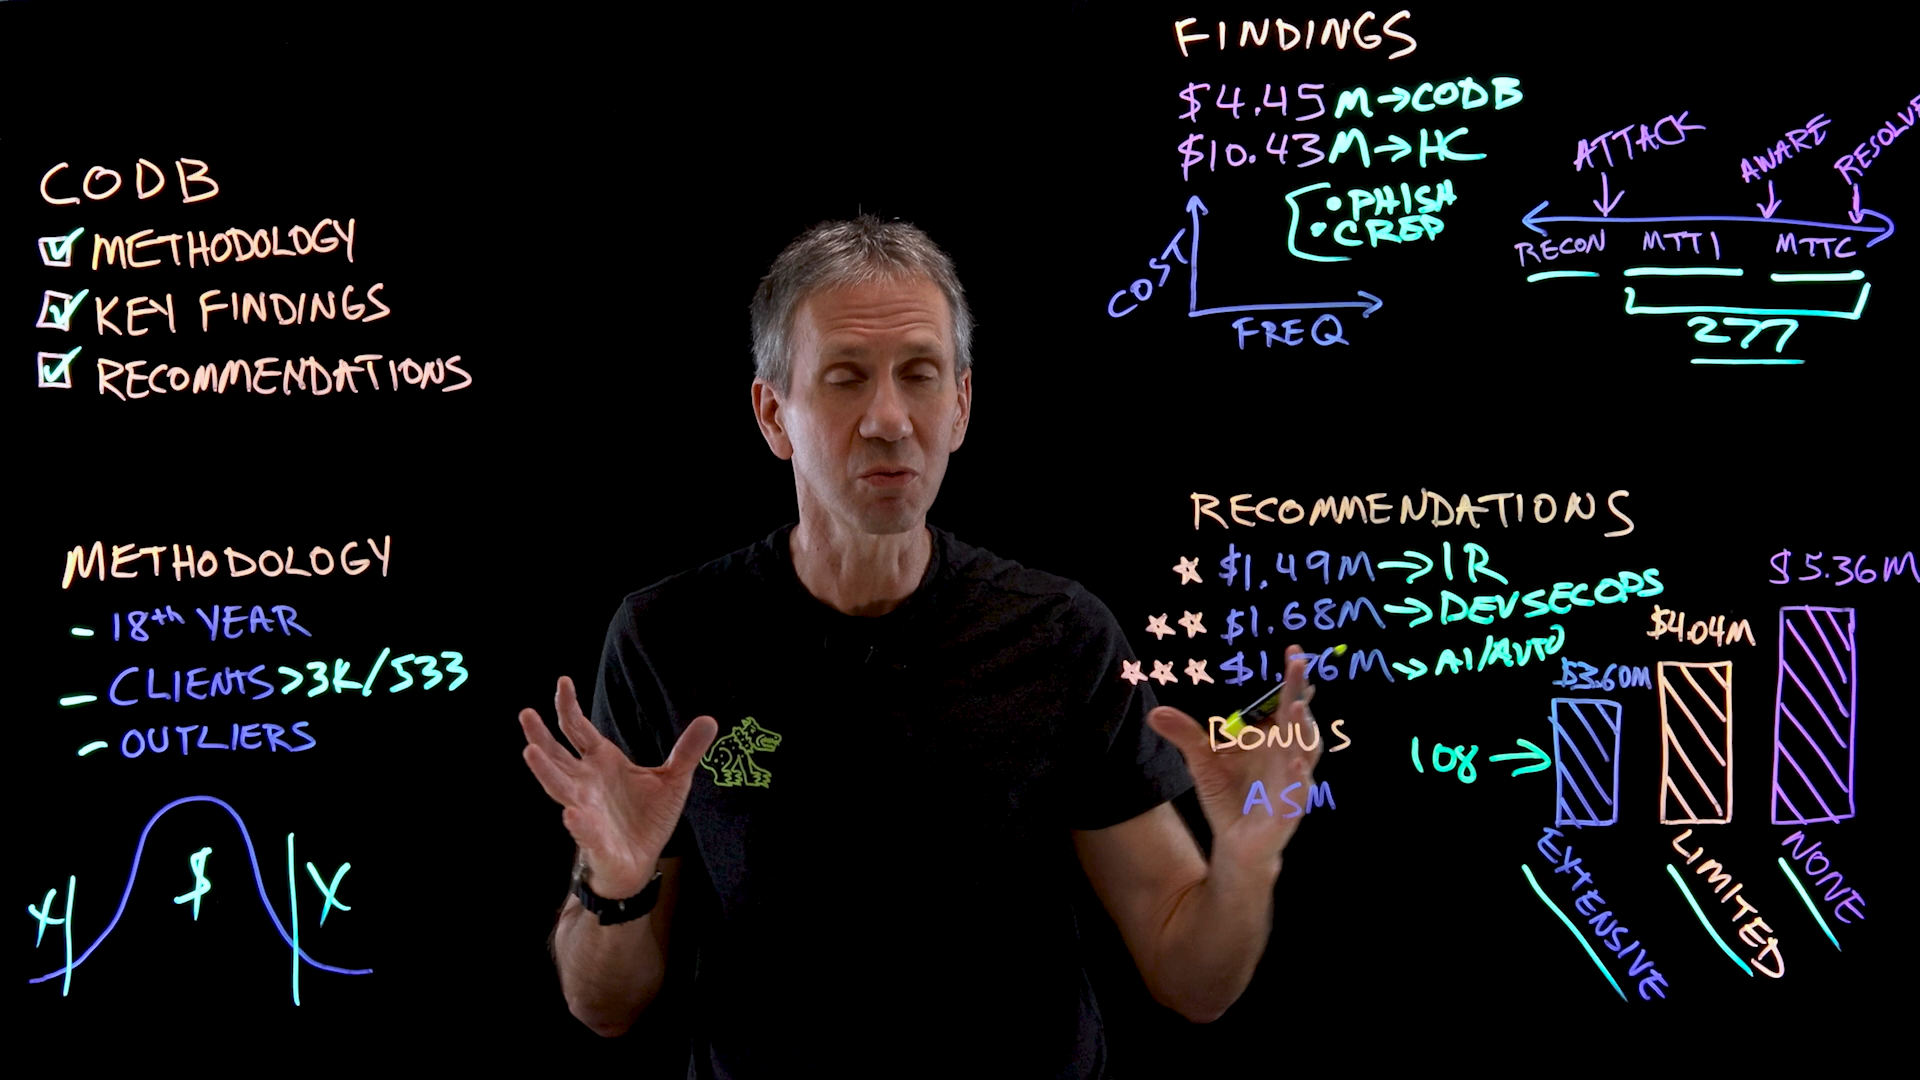 CODB
METHODOLOGY
KEY FINDINGS
RECOMMENDATIONS
METHODOLOGY
- 18th YEAR
- CLIENTS >3K/533
- OUTLIERS
X $ X
FINDINGS
$4.45M→CODB
$10.43M→HC
• PHISH
• CRED
COST
FREQ
ATTACK AWARE RESOLVE
RECON MTTI MTTC
277
RECOMMENDATIONS
☆ $1.49M→IR
☆☆ $1.68M→DEVSECOPS
☆☆☆ $1.76M→AI/AUTO
BONUS
ASM
108→
$3.60M $4.04M $5.36M
EXTENSIVE LIMITED NONE